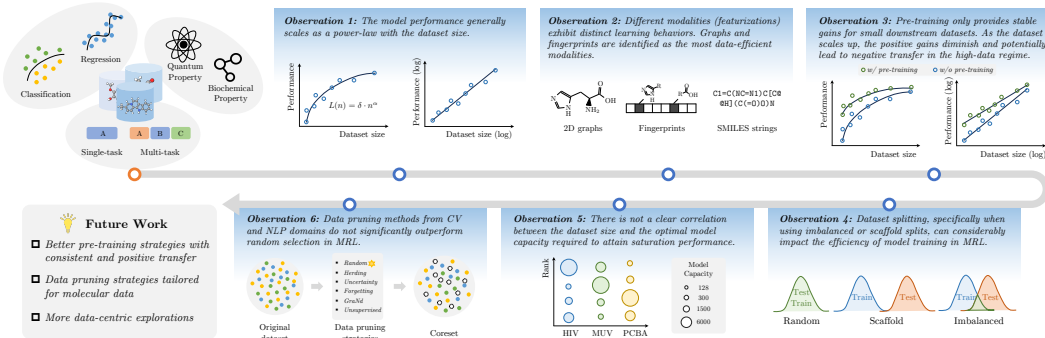 Classification
Regression
Quantum
Property
Biochemical
Property
A
A
B
C
Single-task
Multi-task
Observation 1: The model performance generally
scales as a power-law with the dataset size.
Performance
L(n) = δ · n^α
Dataset size
Performance (log)
Dataset size (log)
Observation 2: Different modalities (featurizations)
exhibit distinct learning behaviors. Graphs and
fingerprints are identified as the most data-efficient
modalities.
O
OH
NH2
N
N
H
2D graphs
R
N
N
H
R
O
OH
Fingerprints
C1=C(NC=N1)C[C@
@H](C(=O)O)N
SMILES strings
Observation 3: Pre-training only provides stable
gains for small downstream datasets. As the dataset
scales up, the positive gains diminish and potentially
lead to negative transfer in the high-data regime.
w/ pre-training
w/o pre-training
Performance
Dataset size
Performance (log)
Dataset size (log)
Observation 4: Dataset splitting, specifically when
using imbalanced or scaffold splits, can considerably
impact the efficiency of model training in MRL.
Test
Train
Random
Train
Test
Scaffold
Train
Test
Imbalanced
Observation 5: There is not a clear correlation
between the dataset size and the optimal model
capacity required to attain saturation performance.
Rank
HIV
MUV
PCBA
Model
Capacity
128
300
1500
6000
Observation 6: Data pruning methods from CV
and NLP domains do not significantly outperform
random selection in MRL.
Original
dataset
Random
Herding
Uncertainty
Forgetting
GraNd
Unsupervised
Data pruning
strategies
Coreset
Future Work
Better pre-training strategies with
consistent and positive transfer
Data pruning strategies tailored
for molecular data
More data-centric explorations